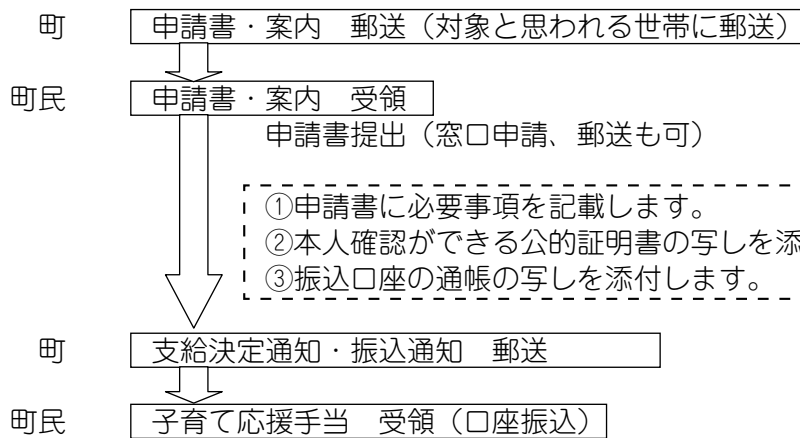 町 申請書・案内 郵送（対象と思われる世帯に郵送）
町民 申請書・案内 受領
申請書提出（窓口申請、郵送も可）
①申請書に必要事項を記載します。
②本人確認ができる公的証明書の写しを添
③振込口座の通帳の写しを添付します。
町 支給決定通知・振込通知 郵送
町民 子育て応援手当 受領（口座振込）